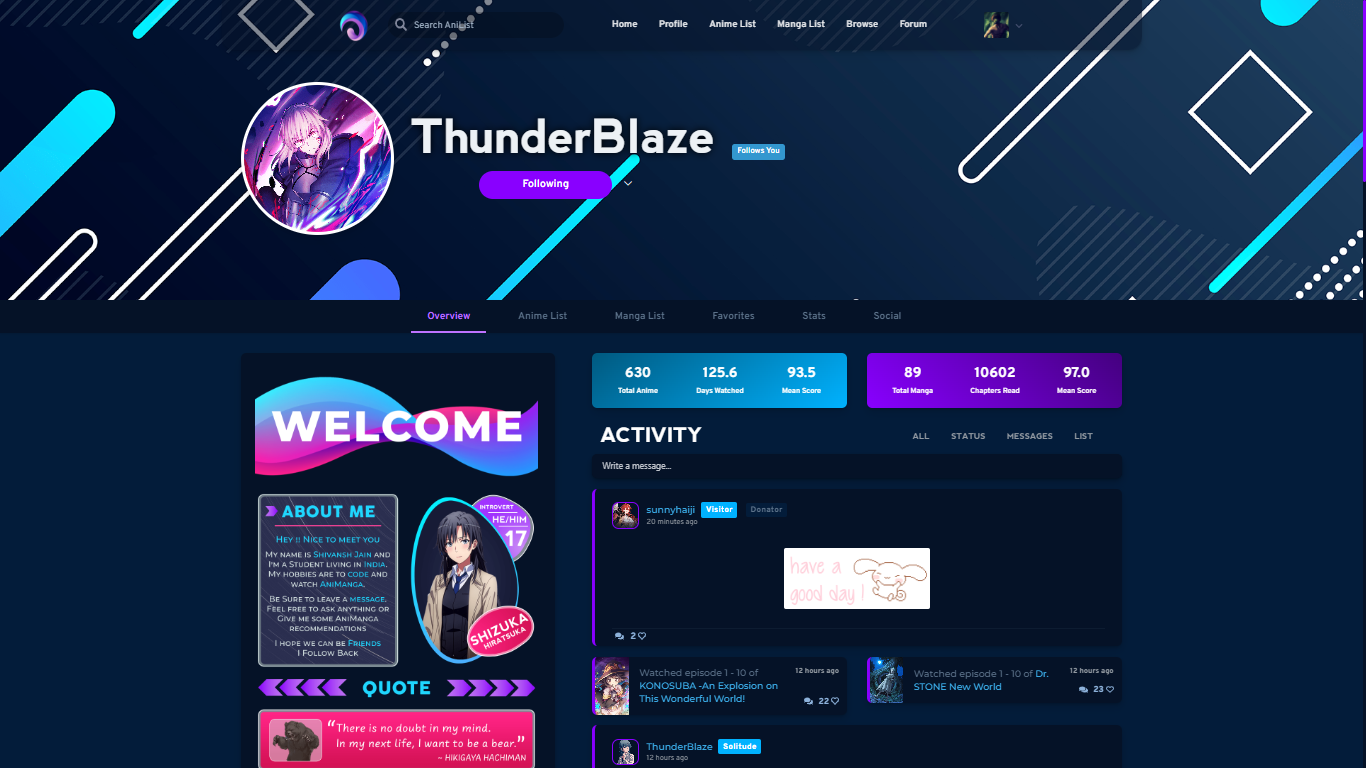 Search AniList
Home Profile Anime List Manga List Browse Forum
ThunderBlaze
Follows You
Following
Overview Anime List Manga List Favorites Stats Social
WELCOME
ABOUT ME
Hey !! Nice to meet you
My name is Shivansh Jain and
I'm a Student living in India.
My hobbies are to code and
watch AniManga.
Be Sure to leave a message.
Feel free to ask anything or
Give me some AniManga
recommendations
I hope we can be Friends
I Follow Back
INTROVERT
HE/HIM
17
SHIZUKA
HIRATSUKA
QUOTE
“There is no doubt in my mind.
In my next life, I want to be a bear.”
~ HIKIGAYA HACHIMAN
630 125.6 93.5
Total Anime Days Watched Mean Score
89 10602 97.0
Total Manga Chapters Read Mean Score
ACTIVITY
ALL STATUS MESSAGES LIST
Write a message...
sunnyhaiji Visitor Donator
20 minutes ago
have a
good day !
2
Watched episode 1 - 10 of
KONOSUBA -An Explosion on
This Wonderful World!
12 hours ago
22
Watched episode 1 - 10 of Dr.
STONE New World
12 hours ago
23
ThunderBlaze Solitude
12 hours ago